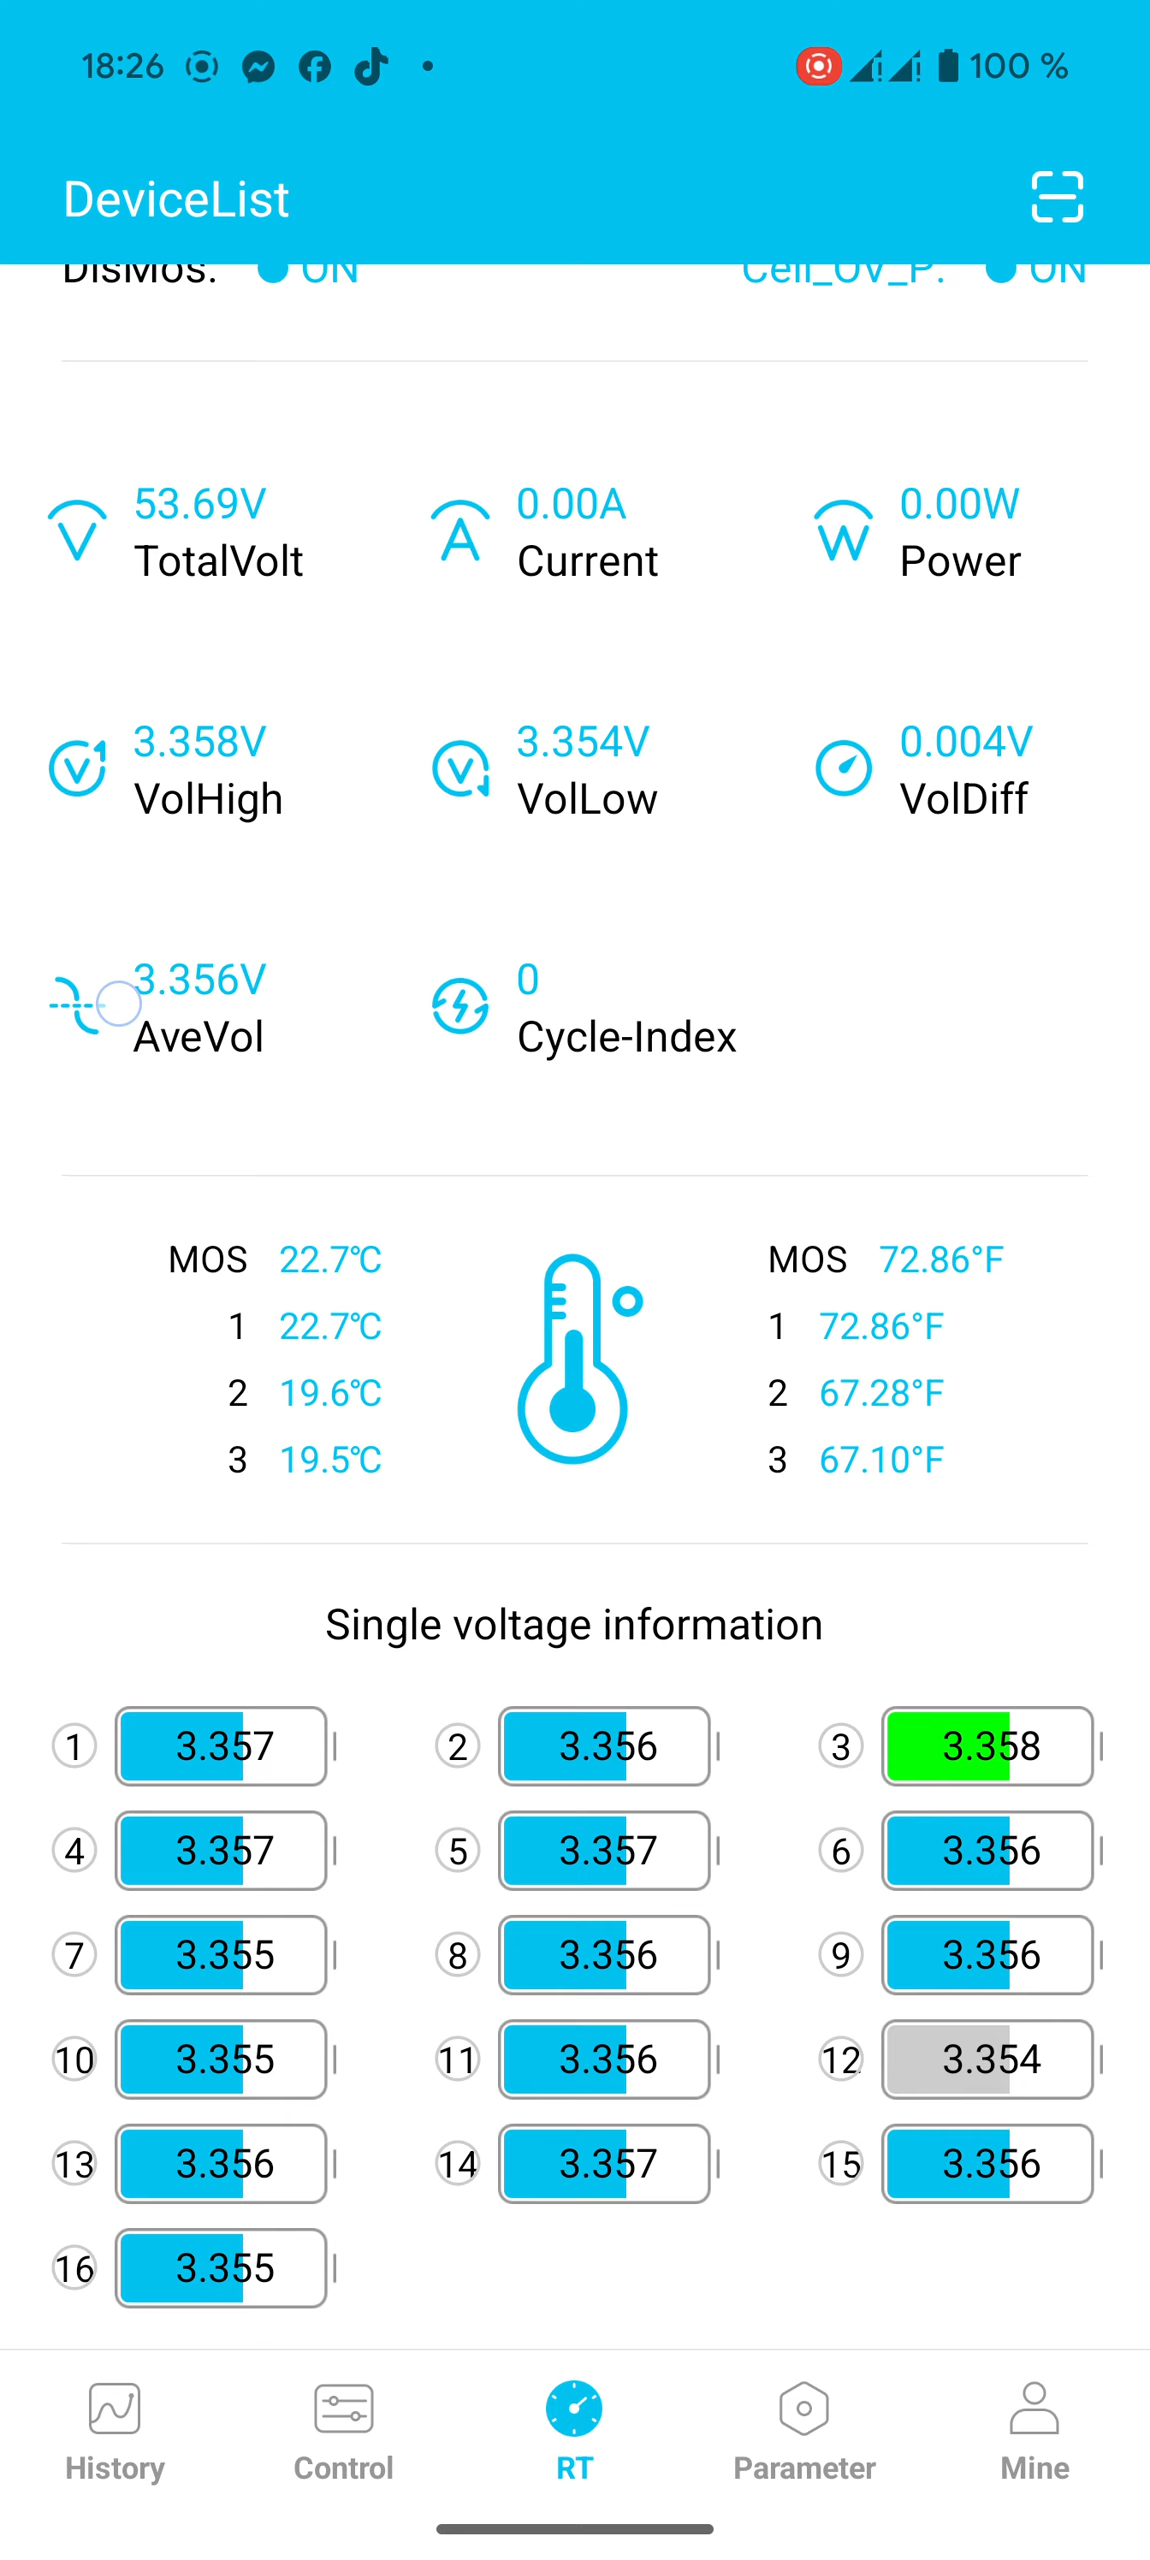 18:26 100 %
DeviceList
DisMos: ON Cell_OV_P: ON
53.69V 0.00A 0.00W
TotalVolt Current Power
3.358V 3.354V 0.004V
VolHigh VolLow VolDiff
3.356V 0
AveVol Cycle-Index
MOS 22.7℃ MOS 72.86°F
1 22.7℃ 1 72.86°F
2 19.6℃ 2 67.28°F
3 19.5℃ 3 67.10°F
Single voltage information
1 3.357 2 3.356 3 3.358
4 3.357 5 3.357 6 3.356
7 3.355 8 3.356 9 3.356
10 3.355 11 3.356 12 3.354
13 3.356 14 3.357 15 3.356
16 3.355
History Control RT Parameter Mine